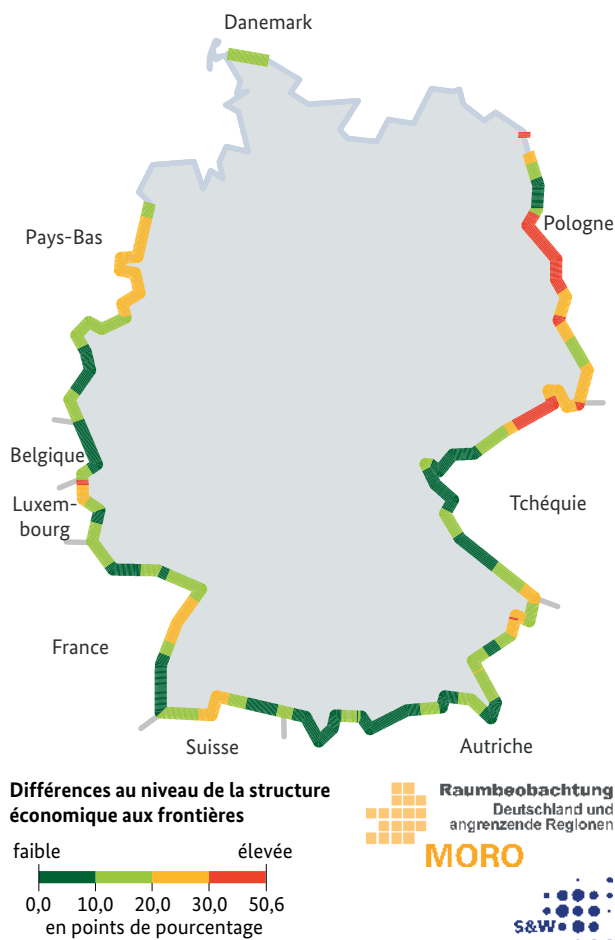 Danemark
Pays-Bas
Pologne
Belgique
Luxem-
bourg
Tchéquie
France
Suisse
Autriche
Différences au niveau de la structure
économique aux frontières
faible élevée
0,0 10,0 20,0 30,0 50,6
en points de pourcentage
Raumbeobachtung
Deutschland und
angrenzende Regionen
MORO
S&W